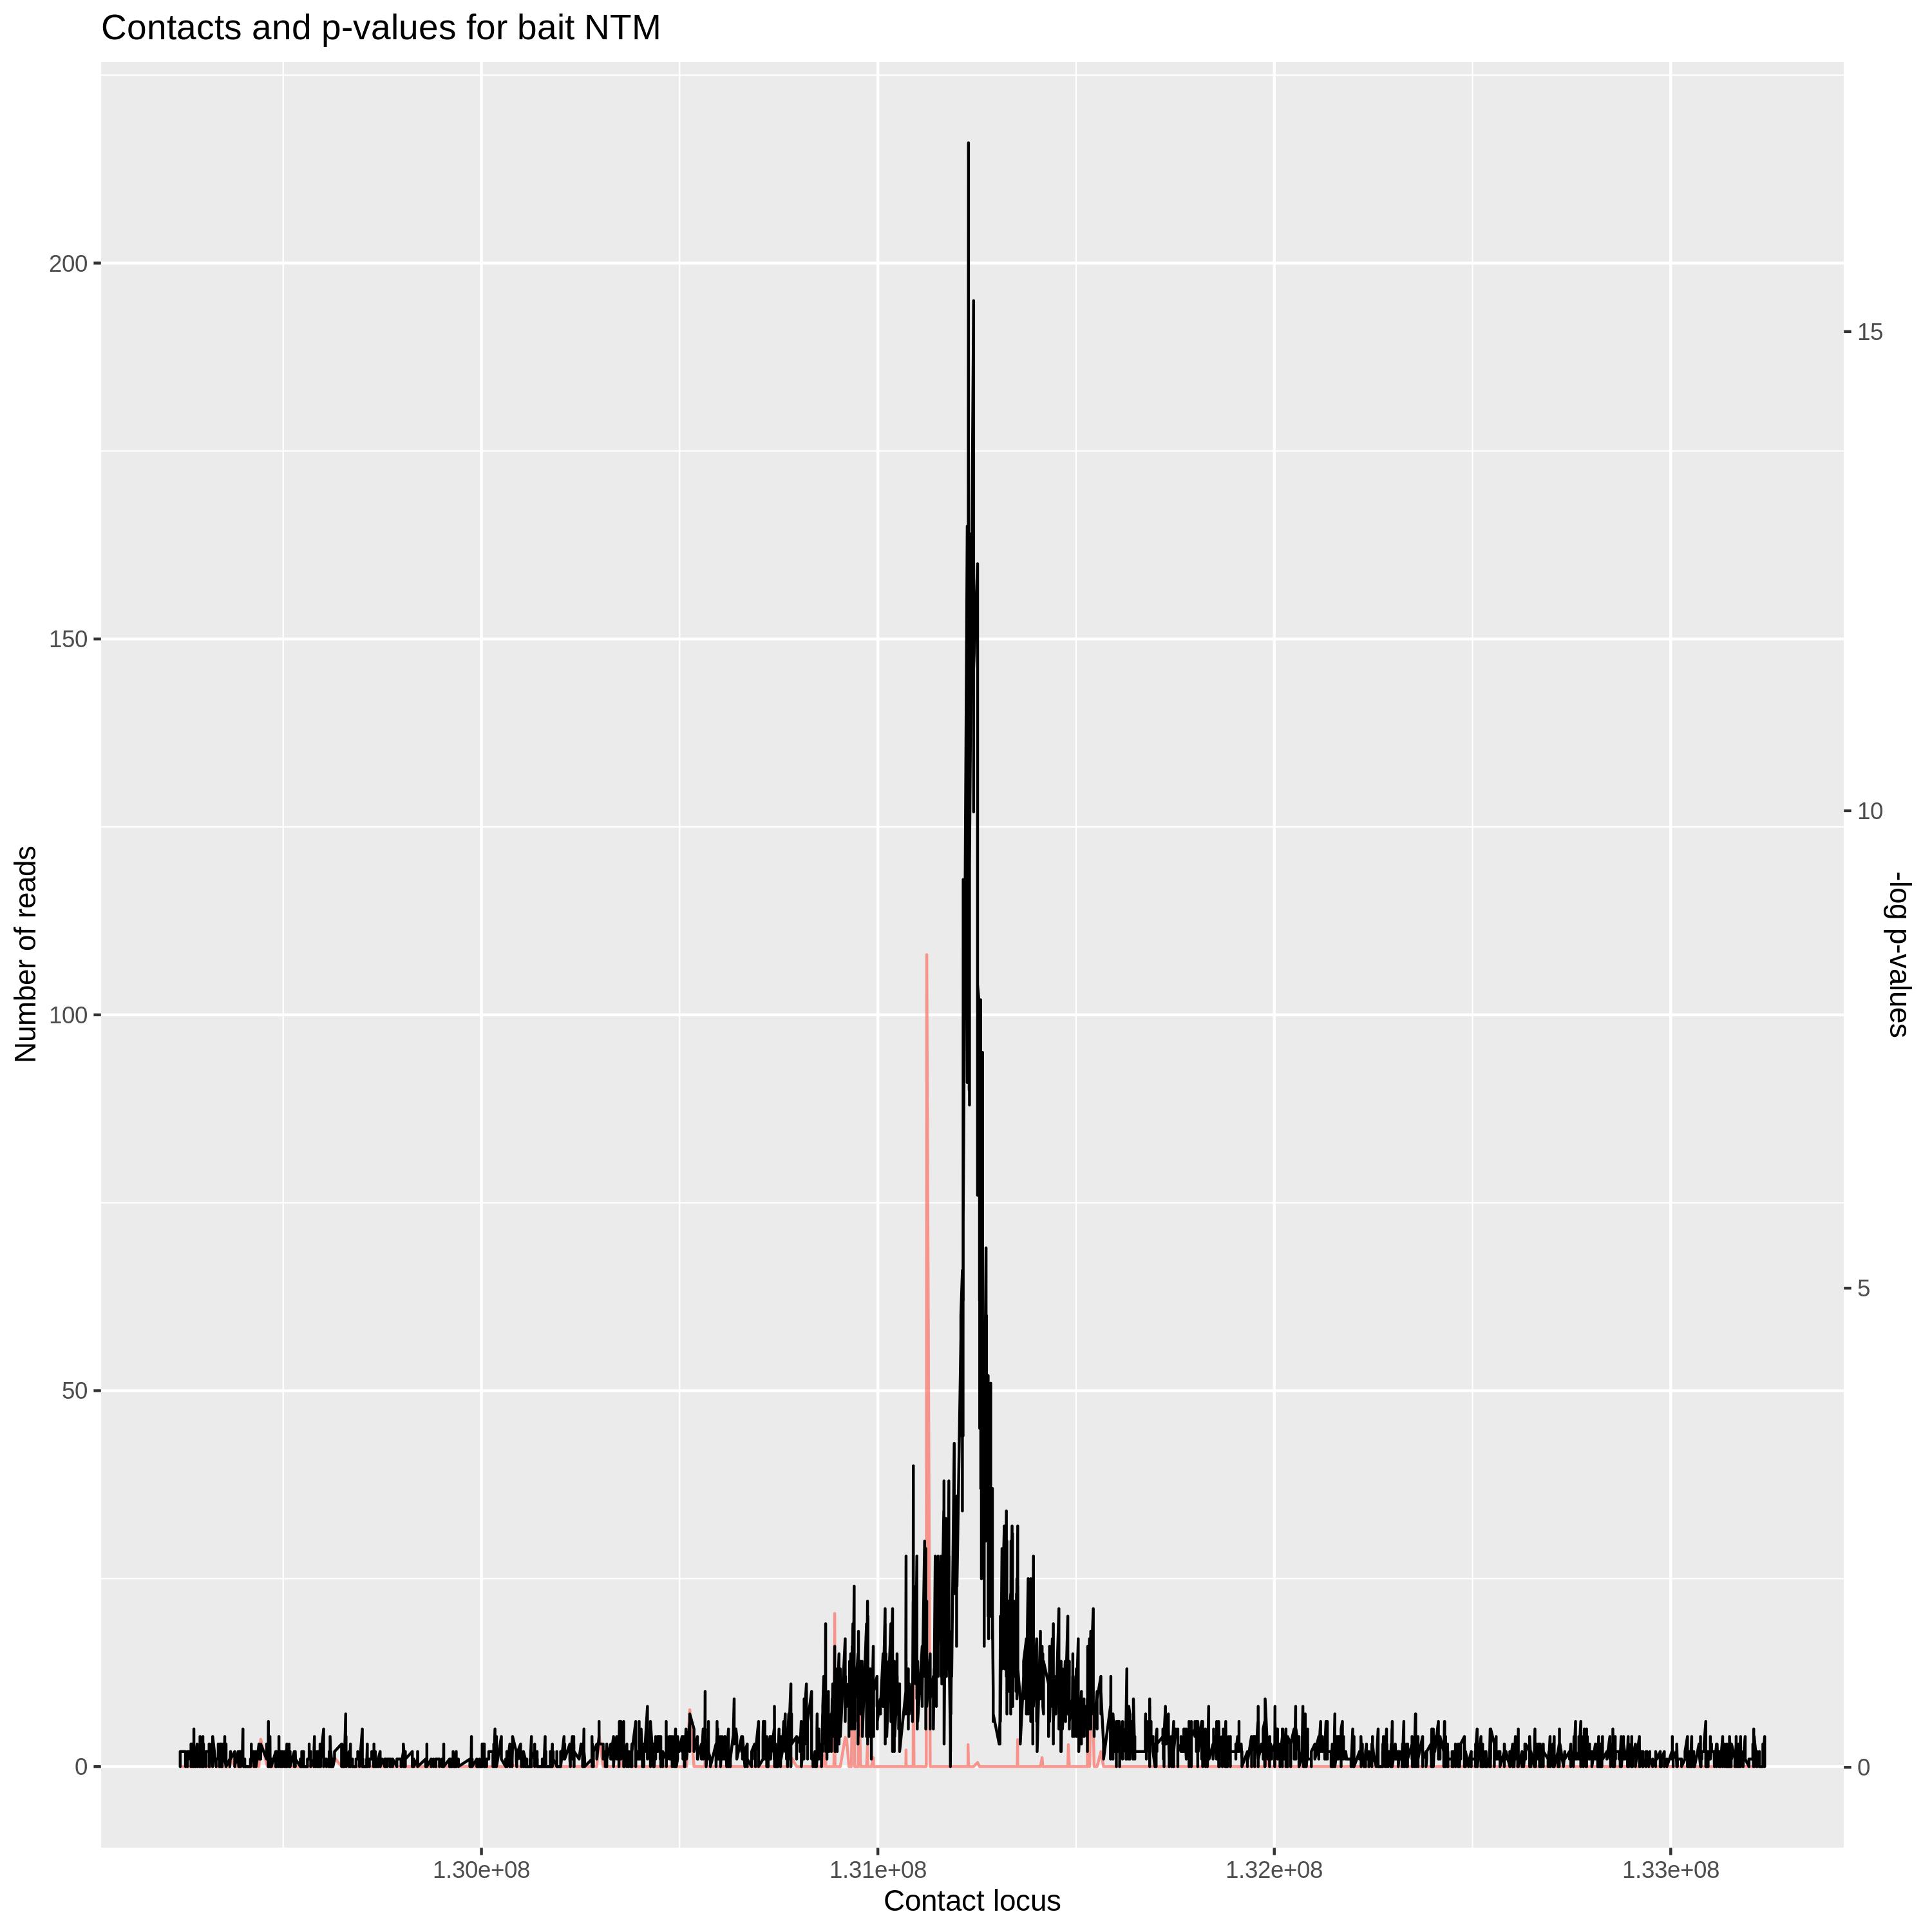 Contacts and p-values for bait NTM
Number of reads
200
150
100
50
0
15
10
5
0
-log p-values
1.30e+08
1.31e+08
1.32e+08
1.33e+08
Contact locus